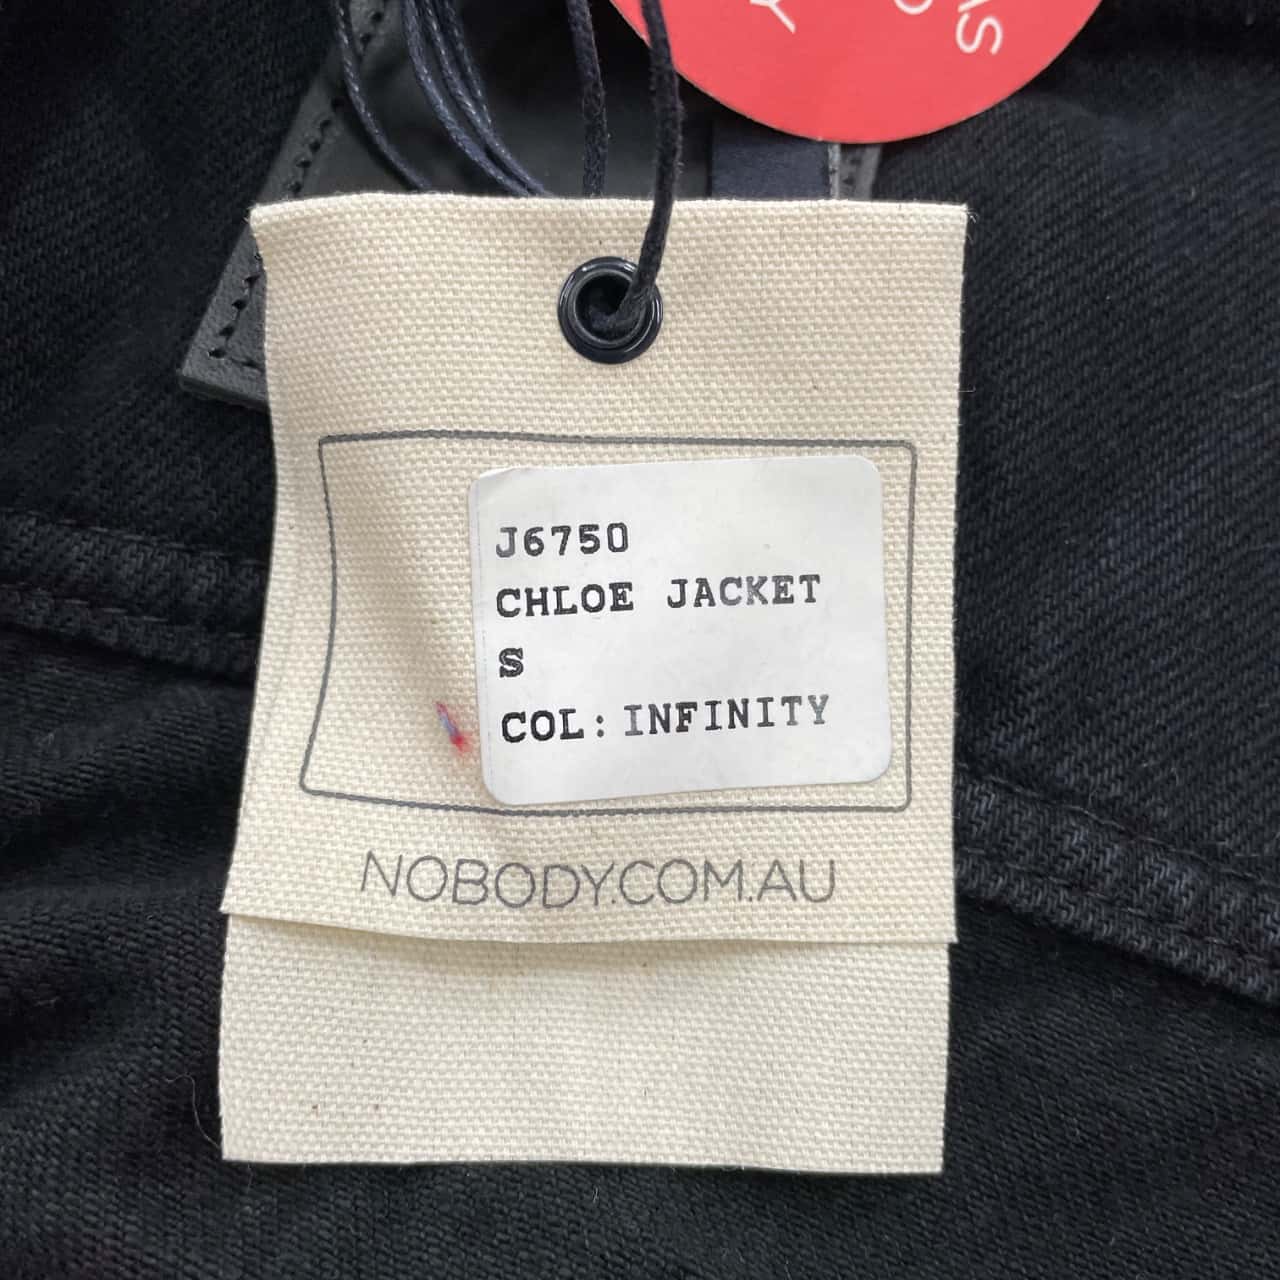 J6750
CHLOE JACKET
S
COL: INFINITY
NOBODY.COM.AU